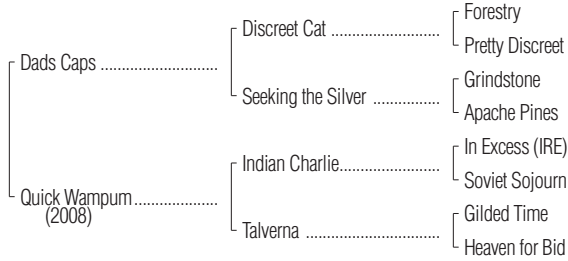 Forestry
Discreet Cat ........................
Pretty Discreet
Dads Caps ..........................
Grindstone
Seeking the Silver ...............
Apache Pines
In Excess (IRE)
Indian Charlie......................
Soviet Sojourn
Quick Wampum...................
(2008)
Gilded Time
Talverna ..............................
Heaven for Bid